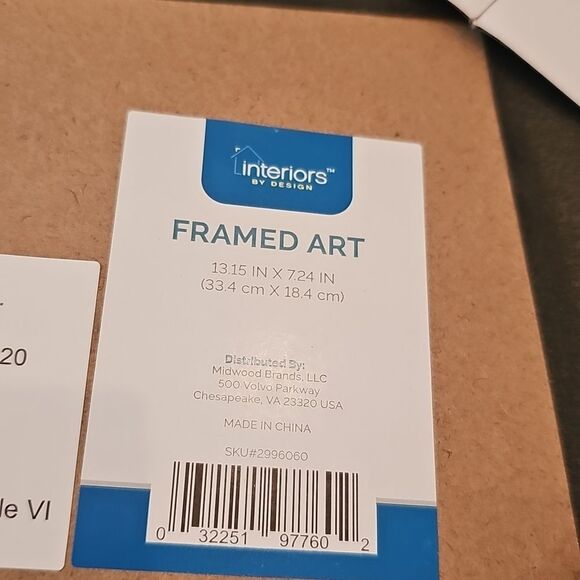 interiors™
BY DESIGN
FRAMED ART
13.15 IN X 7.24 IN
(33.4 cm X 18.4 cm)
Distributed By:
Midwood Brands, LLC
500 Volvo Parkway
Chesapeake, VA 23320 USA
MADE IN CHINA
SKU#2996060
0 32251 97760 2
20
le VI